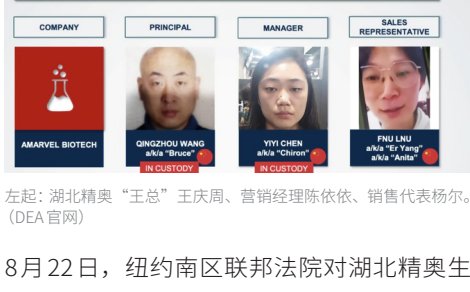 COMPANY
PRINCIPAL
MANAGER
SALES
REPRESENTATIVE
AMARVEL BIOTECH
QINGZHOU WANG
a/k/a “Bruce”
IN CUSTODY
YIYI CHEN
a/k/a “Chiron”
IN CUSTODY
FNU LNU
a/k/a “Er Yang”
a/k/a “Anita”
左起：湖北精奥“王总”王庆周、营销经理陈依依、销售代表杨尔。
（DEA官网）
8月22日，纽约南区联邦法院对湖北精奥生